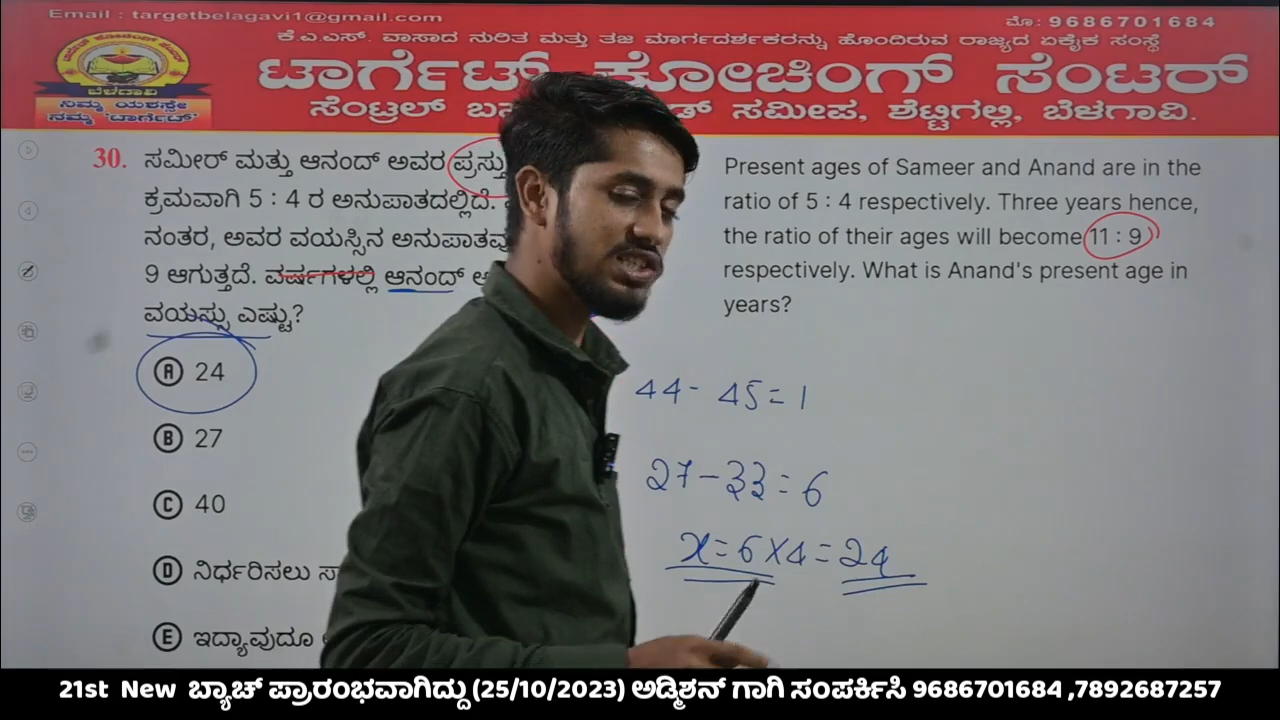 Email : targetbelagavi1@gmail.com
ಮೊ: 9686701684
ಕೆ.ಎ.ಎಸ್. ವಾಸಾದ ನುರಿತ ಮತ್ತು ತಜ್ಞ ಮಾರ್ಗದರ್ಶಕರನ್ನು ಹೊಂದಿರುವ ರಾಜ್ಯದ ಏಕೈಕ ಸಂಸ್ಥೆ
ಟಾರ್ಗೆಟ್ ಕೋಚಿಂಗ್ ಸೆಂಟರ್
ಸೆಂಟ್ರಲ್ ಬಸ ಡ್ ಸಮೀಪ, ಶೆಟ್ಟಿಗಲ್ಲಿ, ಬೆಳಗಾವಿ.
ಬೆಳಗಾವಿ
ನಿಮ್ಮ ಯಶಸ್ಸೇ
ನಮ್ಮ "ಟಾರ್ಗೆಟ್"
30. ಸಮೀರ್ ಮತ್ತು ಆನಂದ್ ಅವರ ಪ್ರಸ್ತು
ಕ್ರಮವಾಗಿ 5 : 4 ರ ಅನುಪಾತದಲ್ಲಿದೆ.
ನಂತರ, ಅವರ ವಯಸ್ಸಿನ ಅನುಪಾತವು
9 ಆಗುತ್ತದೆ. ವರ್ಷಗಳಲ್ಲಿ ಆನಂದ್ ಅ
ವಯಸ್ಸು ಎಷ್ಟು?
A 24
B 27
C 40
D ನಿರ್ಧರಿಸಲು ಸಾ
E ಇದ್ಯಾವುದೂ
Present ages of Sameer and Anand are in the
ratio of 5 : 4 respectively. Three years hence,
the ratio of their ages will become 11 : 9
respectively. What is Anand's present age in
years?
44 - 45 = 1
27 - 33 = 6
x = 6 X 4 = 24
21st New ಬ್ಯಾಚ್ ಪ್ರಾರಂಭವಾಗಿದ್ದು (25/10/2023) ಅಡ್ಮಿಶನ್ ಗಾಗಿ ಸಂಪರ್ಕಿಸಿ 9686701684 ,7892687257